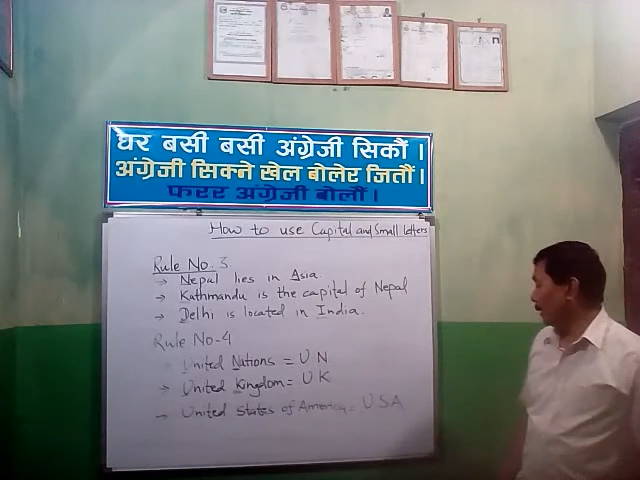 घर बसी बसी अंग्रेजी सिकौं ।
अंग्रेजी सिक्ने खेल बोलेर जितौं ।
फरर अंग्रेजी बोलौं ।
How to use Capital and Small letters
Rule No. 3
→ Nepal lies in Asia.
→ Kathmandu is the capital of Nepal
→ Delhi is located in India.
Rule No-4
United Nations = U N
→ United Kingdom = U K
→ United States of America = USA